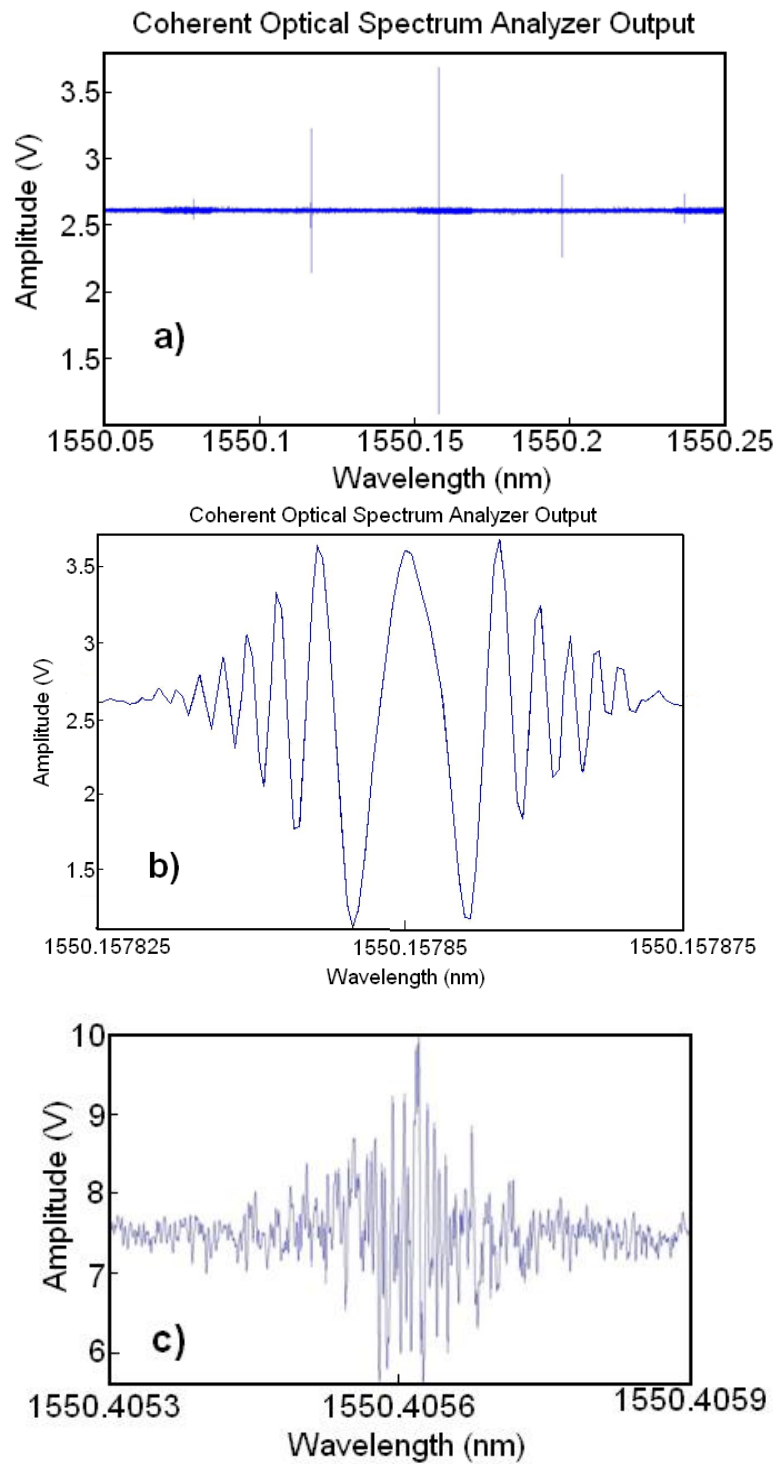 Coherent Optical Spectrum Analyzer Output
3.5
3
2.5
2
1.5
Amplitude (V)
a)
1550.05 1550.1 1550.15 1550.2 1550.25
Wavelength (nm)
Coherent Optical Spectrum Analyzer Output
3.5
3
2.5
2
1.5
Amplitude (V)
b)
1550.157825 1550.15785 1550.157875
Wavelength (nm)
10
9
8
7
6
Amplitude (V)
c)
1550.4053 1550.4056 1550.4059
Wavelength (nm)